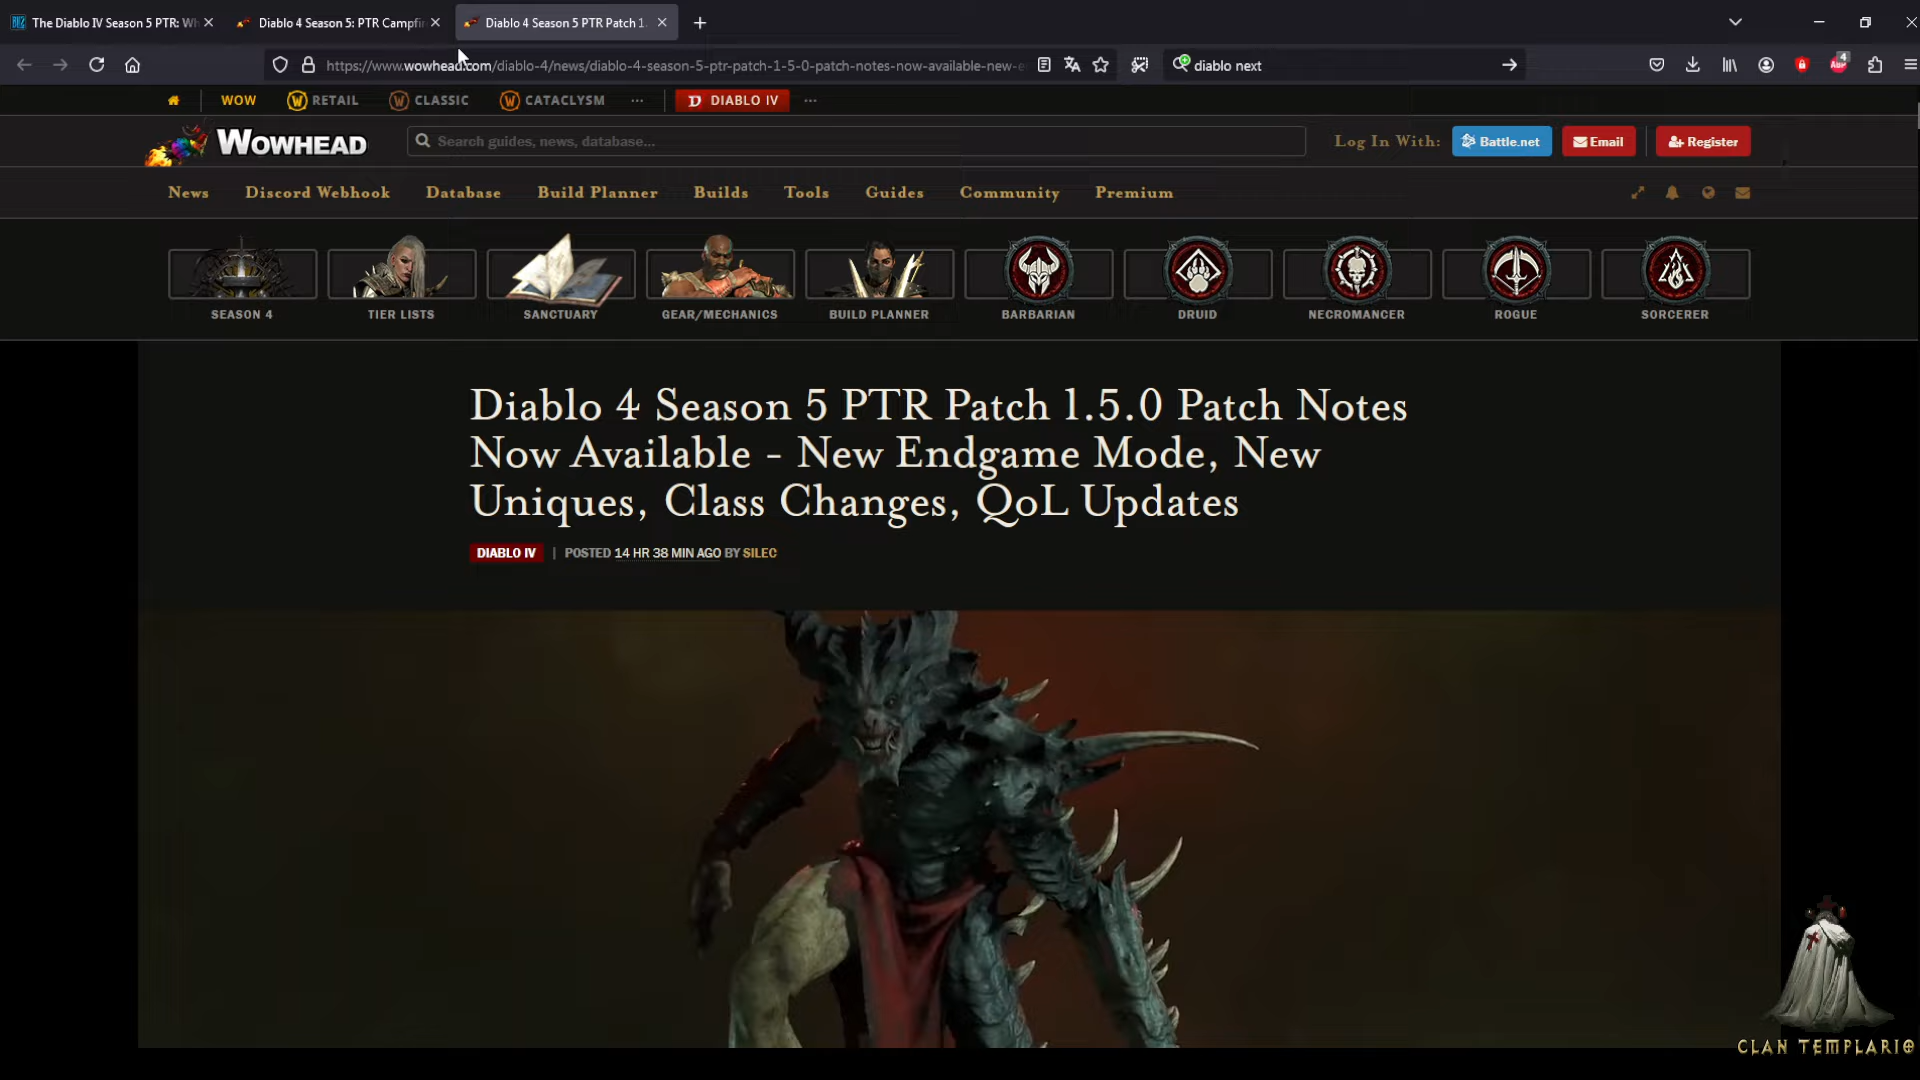 The Diablo IV Season 5 PTR: Wh
Diablo 4 Season 5: PTR Campfir
Diablo 4 Season 5 PTR Patch 1.
https://www.wowhead.com/diablo-4/news/diablo-4-season-5-ptr-patch-1-5-0-patch-notes-now-available-new-e
diablo next
4
WOW
RETAIL
CLASSIC
CATACLYSM
DIABLO IV
WOWHEAD
Search guides, news, database...
Log In With:
Battle.net
Email
Register
News
Discord Webhook
Database
Build Planner
Builds
Tools
Guides
Community
Premium
SEASON 4
TIER LISTS
SANCTUARY
GEAR/MECHANICS
BUILD PLANNER
BARBARIAN
DRUID
NECROMANCER
ROGUE
SORCERER
Diablo 4 Season 5 PTR Patch 1.5.0 Patch Notes
Now Available - New Endgame Mode, New
Uniques, Class Changes, QoL Updates
DIABLO IV | POSTED 14 HR 38 MIN AGO BY SILEC
CLAN TEMPLARIO